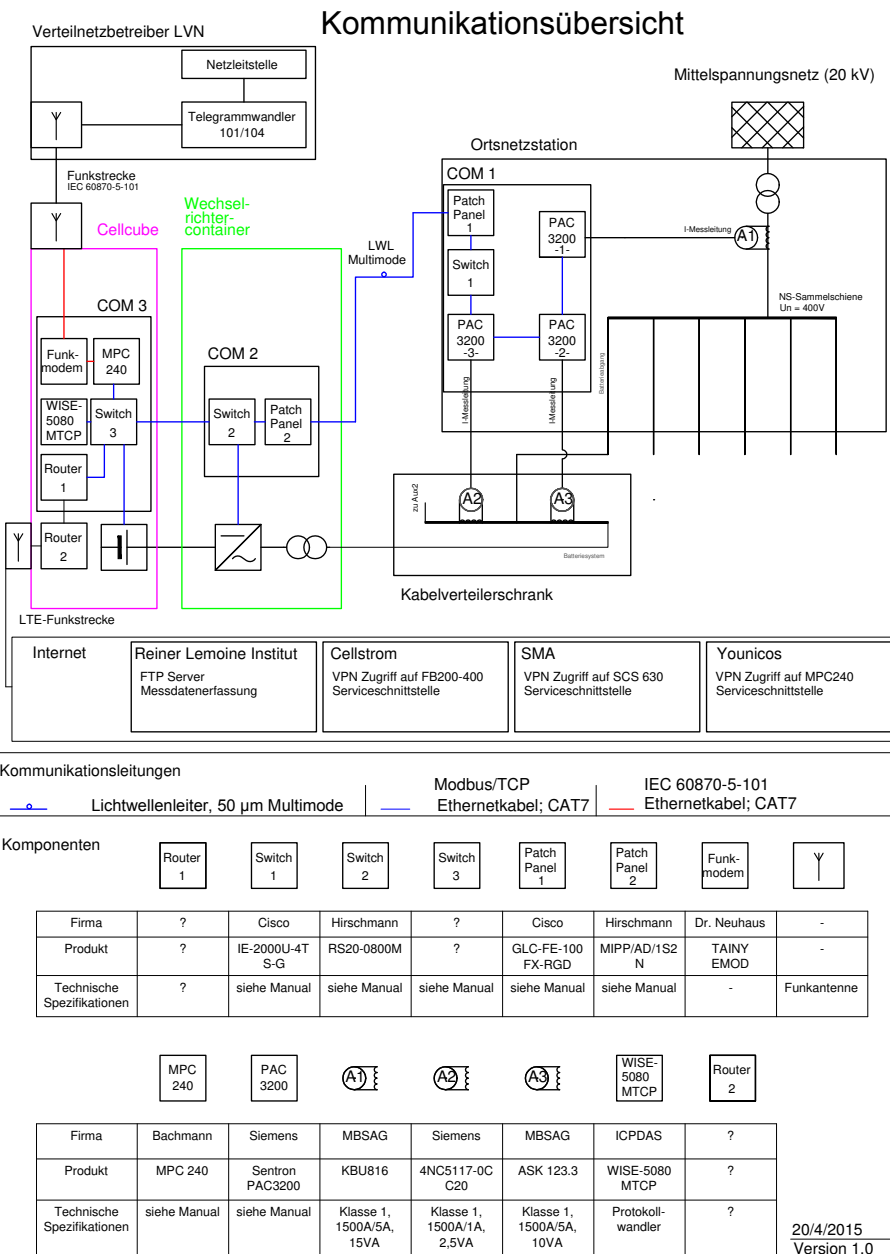 Kommunikationsübersicht
Verteilnetzbetreiber LVN
Netzleitstelle
Telegrammwandler
101/104
Funkstrecke
IEC 60870-5-101
Mittelspannungsnetz (20 kV)
Ortsnetzstation
COM 1
Patch
Panel
1
Switch
1
PAC
3200
-1-
PAC
3200
-3-
PAC
3200
-2-
I-Messleitung
A1
NS-Sammelschiene
Un = 400V
Batterieabgang
I-Messleitung
I-Messleitung
LWL
Multimode
Cellcube
Wechsel-
richter-
container
COM 3
Funk-
modem
MPC
240
WISE-
5080
MTCP
Switch
3
Router
1
Router
2
COM 2
Switch
2
Patch
Panel
2
zu Aux2
A2
A3
Batteriesystem
Kabelverteilerschrank
LTE-Funkstrecke
Internet
Reiner Lemoine Institut
FTP Server
Messdatenerfassung
Cellstrom
VPN Zugriff auf FB200-400
Serviceschnittstelle
SMA
VPN Zugriff auf SCS 630
Serviceschnittstelle
Younicos
VPN Zugriff auf MPC240
Serviceschnittstelle
Kommunikationsleitungen
Lichtwellenleiter, 50 µm Multimode
Modbus/TCP
Ethernetkabel; CAT7
IEC 60870-5-101
Ethernetkabel; CAT7
Komponenten
Router
1
Switch
1
Switch
2
Switch
3
Patch
Panel
1
Patch
Panel
2
Funk-
modem
Firma ? Cisco Hirschmann ? Cisco Hirschmann Dr. Neuhaus -
Produkt ? IE-2000U-4T RS20-0800M ? GLC-FE-100 MIPP/AD/1S2 TAINY -
S-G FX-RGD N EMOD
Technische ? siehe Manual siehe Manual siehe Manual siehe Manual siehe Manual - Funkantenne
Spezifikationen
MPC
240
PAC
3200
A1
A2
A3
WISE-
5080
MTCP
Router
2
Firma Bachmann Siemens MBSAG Siemens MBSAG ICPDAS ?
Produkt MPC 240 Sentron KBU816 4NC5117-0C ASK 123.3 WISE-5080 ?
PAC3200 C20 MTCP
Technische siehe Manual siehe Manual Klasse 1, Klasse 1, Klasse 1, Protokoll- ?
Spezifikationen 1500A/5A, 1500A/1A, 1500A/5A, wandler
15VA 2,5VA 10VA
20/4/2015
Version 1.0